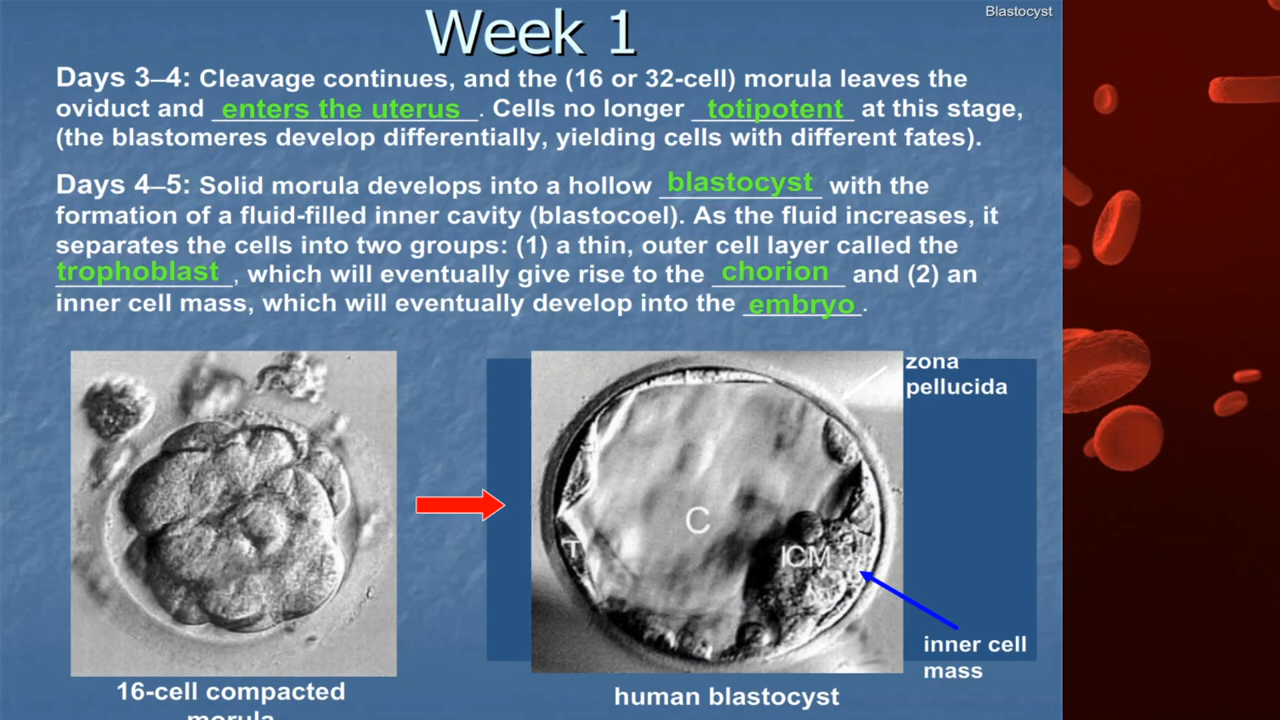 Blastocyst
Week 1
Days 3–4: Cleavage continues, and the (16 or 32-cell) morula leaves the
oviduct and enters the uterus. Cells no longer totipotent at this stage,
(the blastomeres develop differentially, yielding cells with different fates).
Days 4–5: Solid morula develops into a hollow blastocyst with the
formation of a fluid-filled inner cavity (blastocoel). As the fluid increases, it
separates the cells into two groups: (1) a thin, outer cell layer called the
trophoblast, which will eventually give rise to the chorion and (2) an
inner cell mass, which will eventually develop into the embryo.
zona
pellucida
C
T
ICM
inner cell
mass
16-cell compacted
morula
human blastocyst